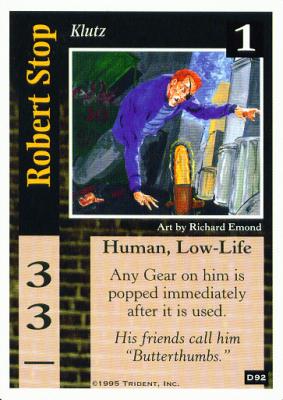 Robert Stop
Klutz
1
Art by Richard Emond
Human, Low-Life
3
3
—
Any Gear on him is
popped immediately
after it is used.
His friends call him
"Butterthumbs."
D92
©1995 TRIDENT, INC.